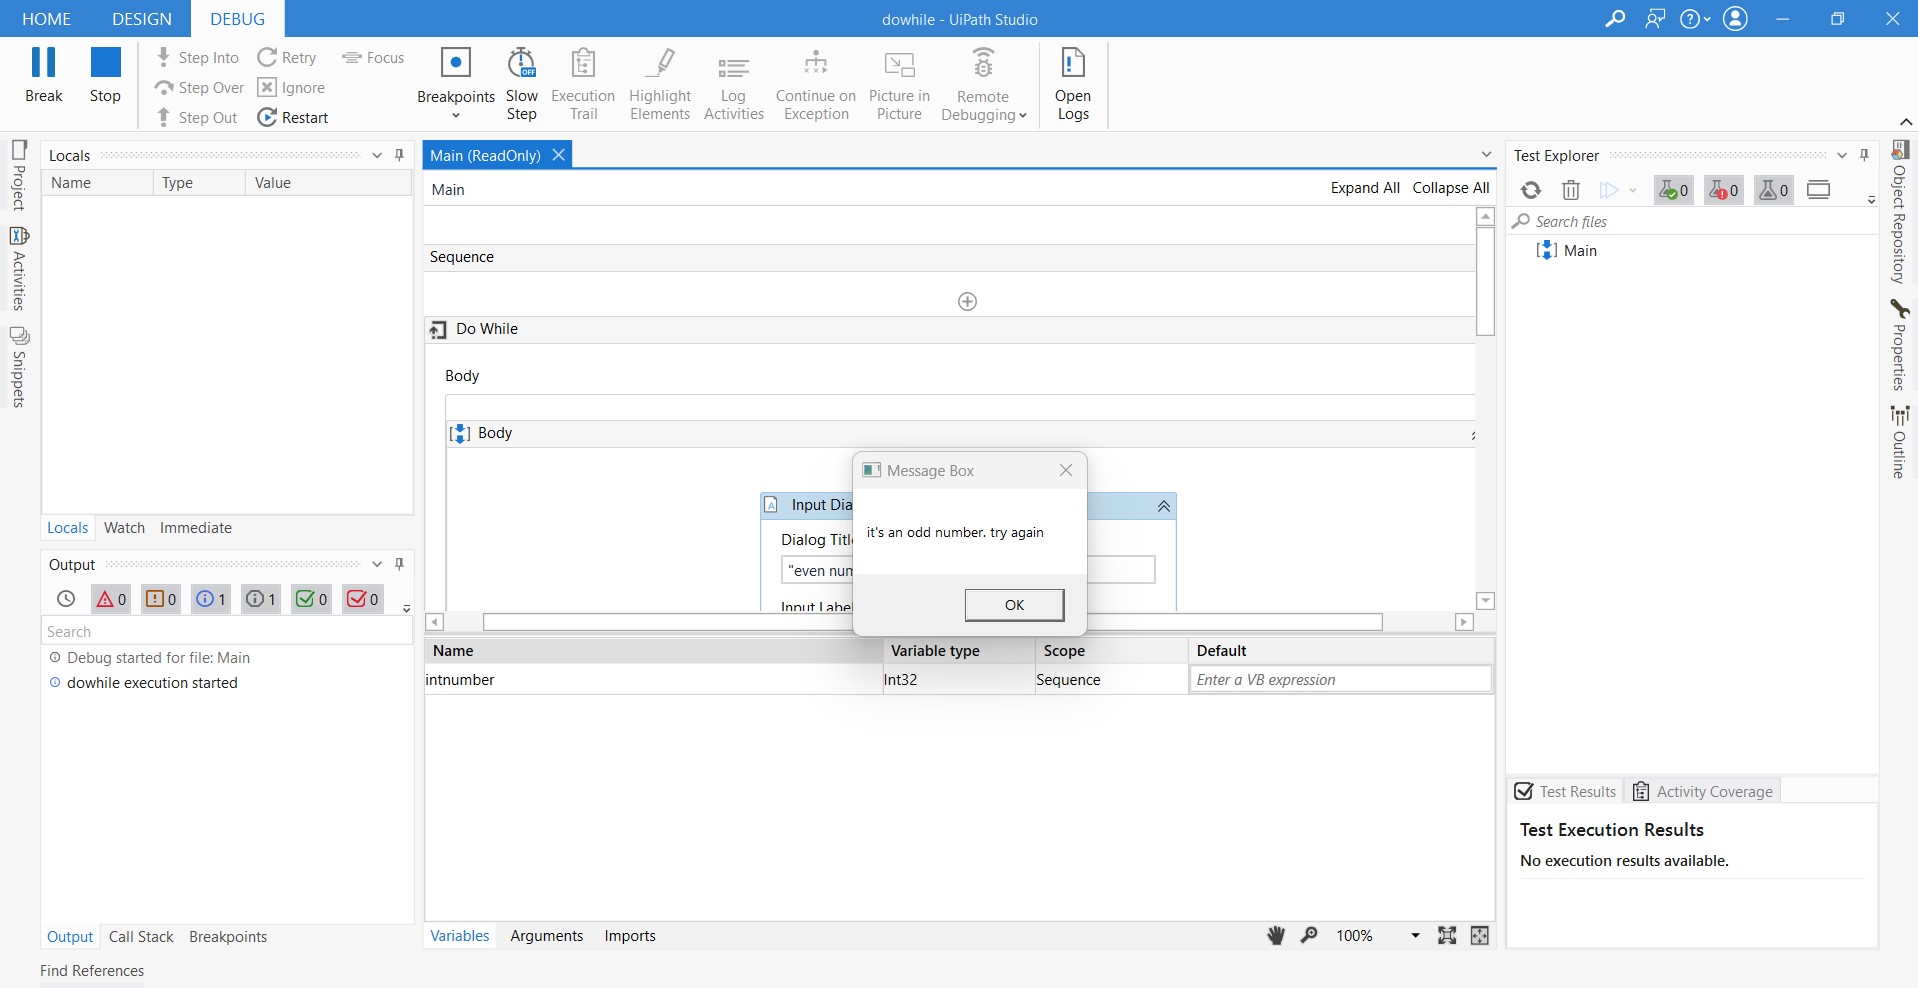 HOME DESIGN DEBUG dowhile - UiPath Studio
Break Stop Step Into Retry Focus
Step Over Ignore
Step Out Restart
Breakpoints Slow Step OFF Execution Trail Highlight Elements Log Activities Continue on Exception Picture in Picture Remote Debugging Open Logs
Project
Activities
Snippets
Locals
Name Type Value
Locals Watch Immediate
Output
0 0 1 1 0 0
Search
Debug started for file: Main
dowhile execution started
Output Call Stack Breakpoints
Find References
Main (ReadOnly)
Main Expand All Collapse All
Sequence
Do While
Body
Body
Input Dia
Dialog Title
"even num
Input Label
Message Box
it's an odd number. try again
OK
Name Variable type Scope Default
intnumber Int32 Sequence Enter a VB expression
Variables Arguments Imports 100%
Test Explorer
0 0 0
Search files
Main
Test Results Activity Coverage
Test Execution Results
No execution results available.
Object Repository
Properties
Outline